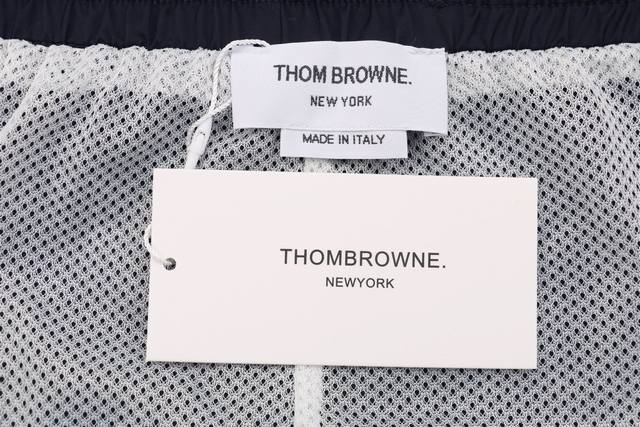 THOM BROWNE.
NEW YORK
MADE IN ITALY
THOMBROWNE.
NEWYORK